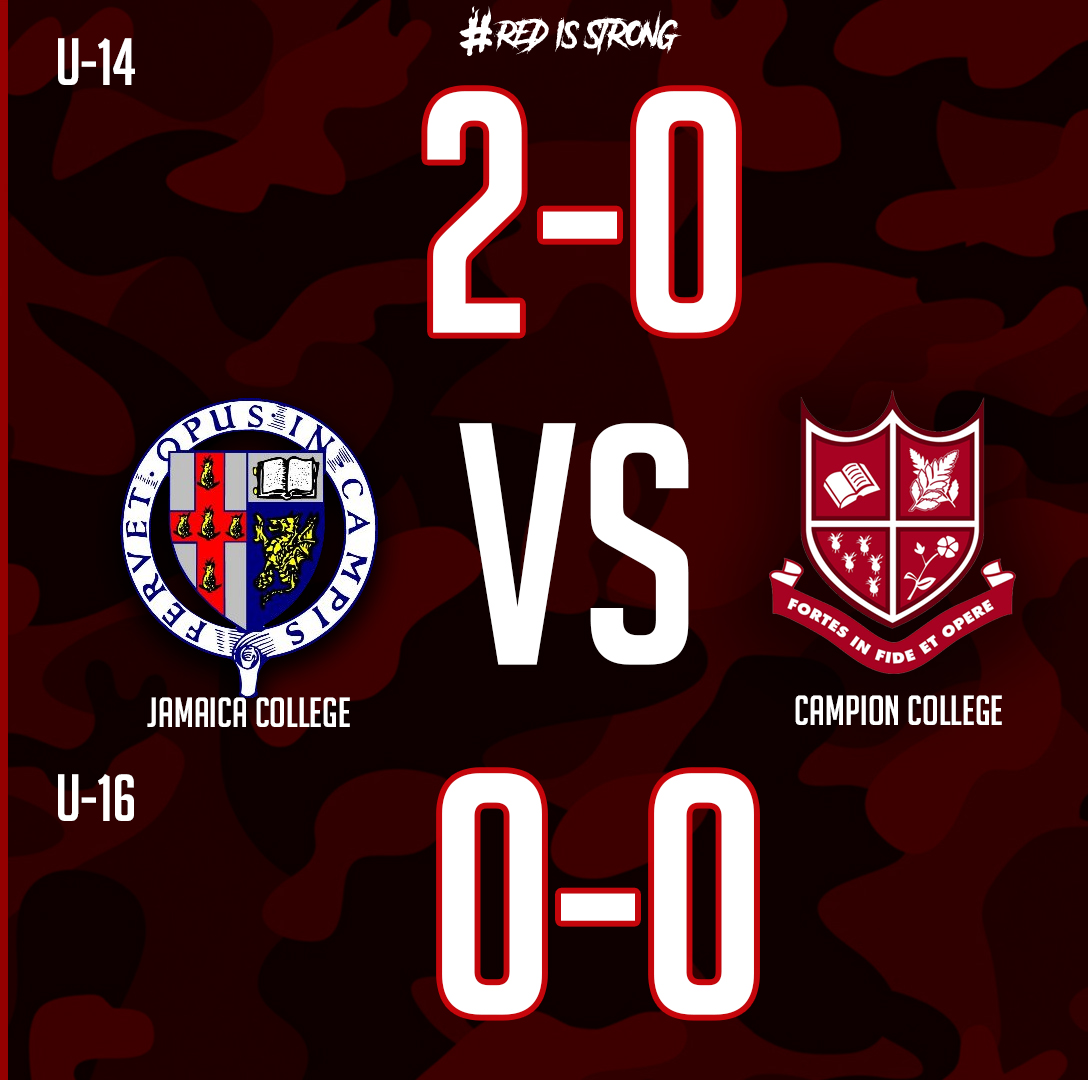 #RED IS STRONG
U-14
2-0
FERVET · OPUS · IN · CAMPIS
VS
FORTES IN FIDE ET OPERE
JAMAICA COLLEGE
CAMPION COLLEGE
U-16
0-0